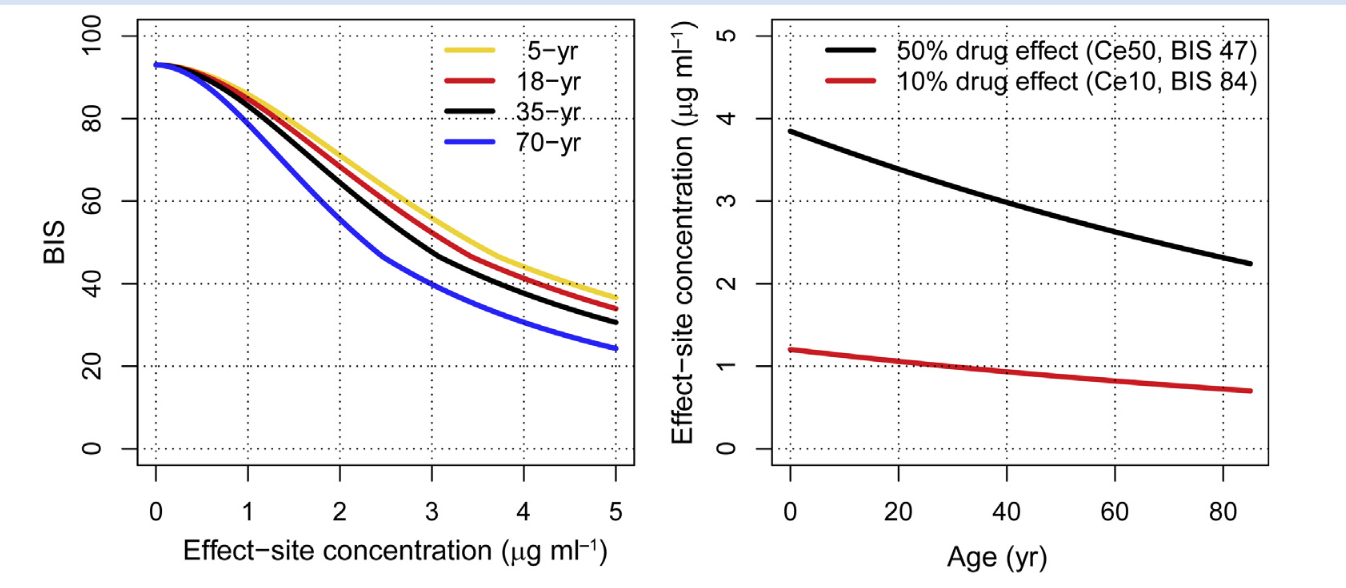 BIS
100
80
60
40
20
0
5−yr
18−yr
35−yr
70−yr
0 1 2 3 4 5
Effect−site concentration (μg ml⁻¹)
Effect−site concentration (μg ml⁻¹)
5
4
3
2
1
0
50% drug effect (Ce50, BIS 47)
10% drug effect (Ce10, BIS 84)
0 20 40 60 80
Age (yr)